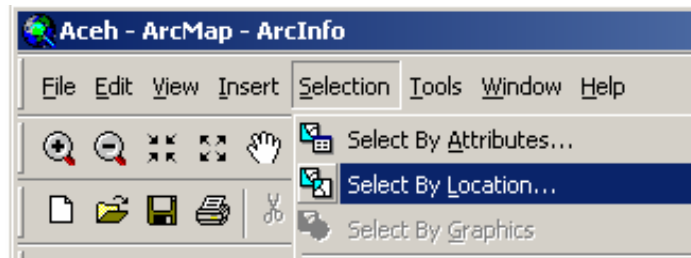 Aceh - ArcMap - ArcInfo
File Edit View Insert Selection Tools Window Help
Select By Attributes...
Select By Location...
Select By Graphics